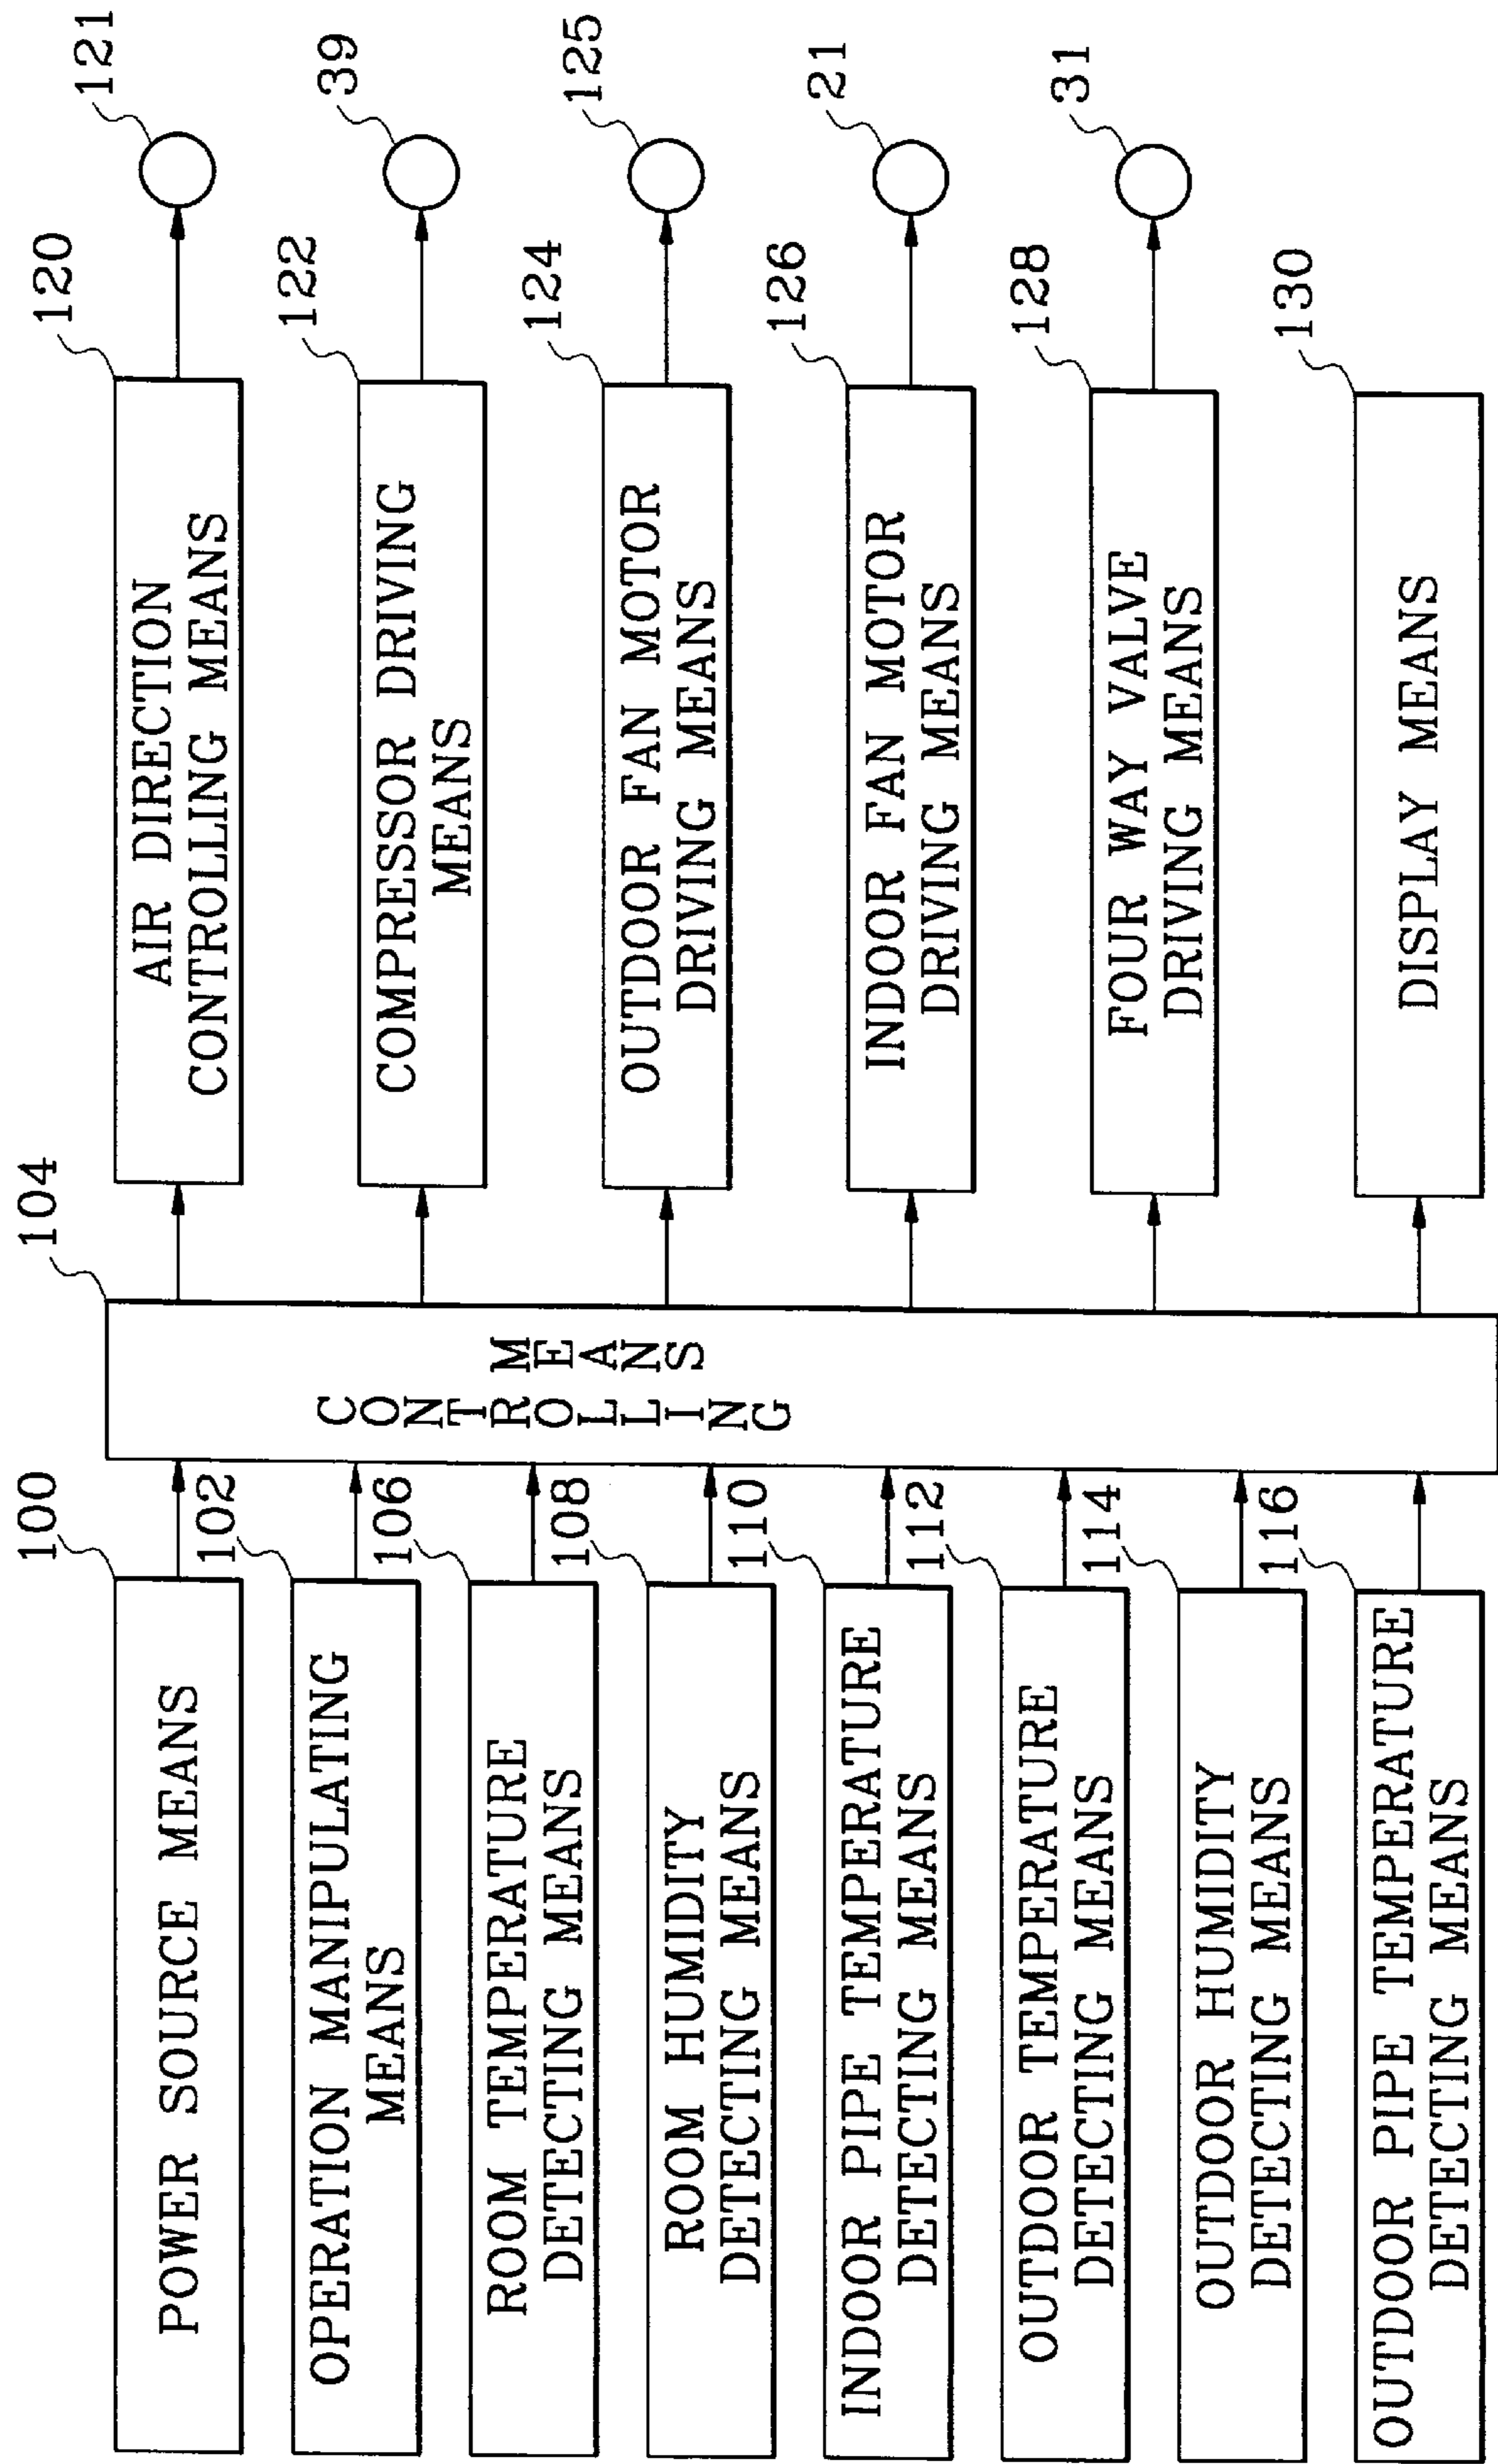 100
POWER SOURCE MEANS
102
OPERATION MANIPULATING
MEANS
106
ROOM TEMPERATURE
DETECTING MEANS
108
ROOM HUMIDITY
DETECTING MEANS
110
INDOOR PIPE TEMPERATURE
DETECTING MEANS
112
OUTDOOR TEMPERATURE
DETECTING MEANS
114
OUTDOOR HUMIDITY
DETECTING MEANS
116
OUTDOOR PIPE TEMPERATURE
DETECTING MEANS
104
CONTROLLING
MEANS
120
AIR DIRECTION
CONTROLLING MEANS
121
122
COMPRESSOR DRIVING
MEANS
39
124
OUTDOOR FAN MOTOR
DRIVING MEANS
125
126
INDOOR FAN MOTOR
DRIVING MEANS
21
128
FOUR WAY VALVE
DRIVING MEANS
31
130
DISPLAY MEANS